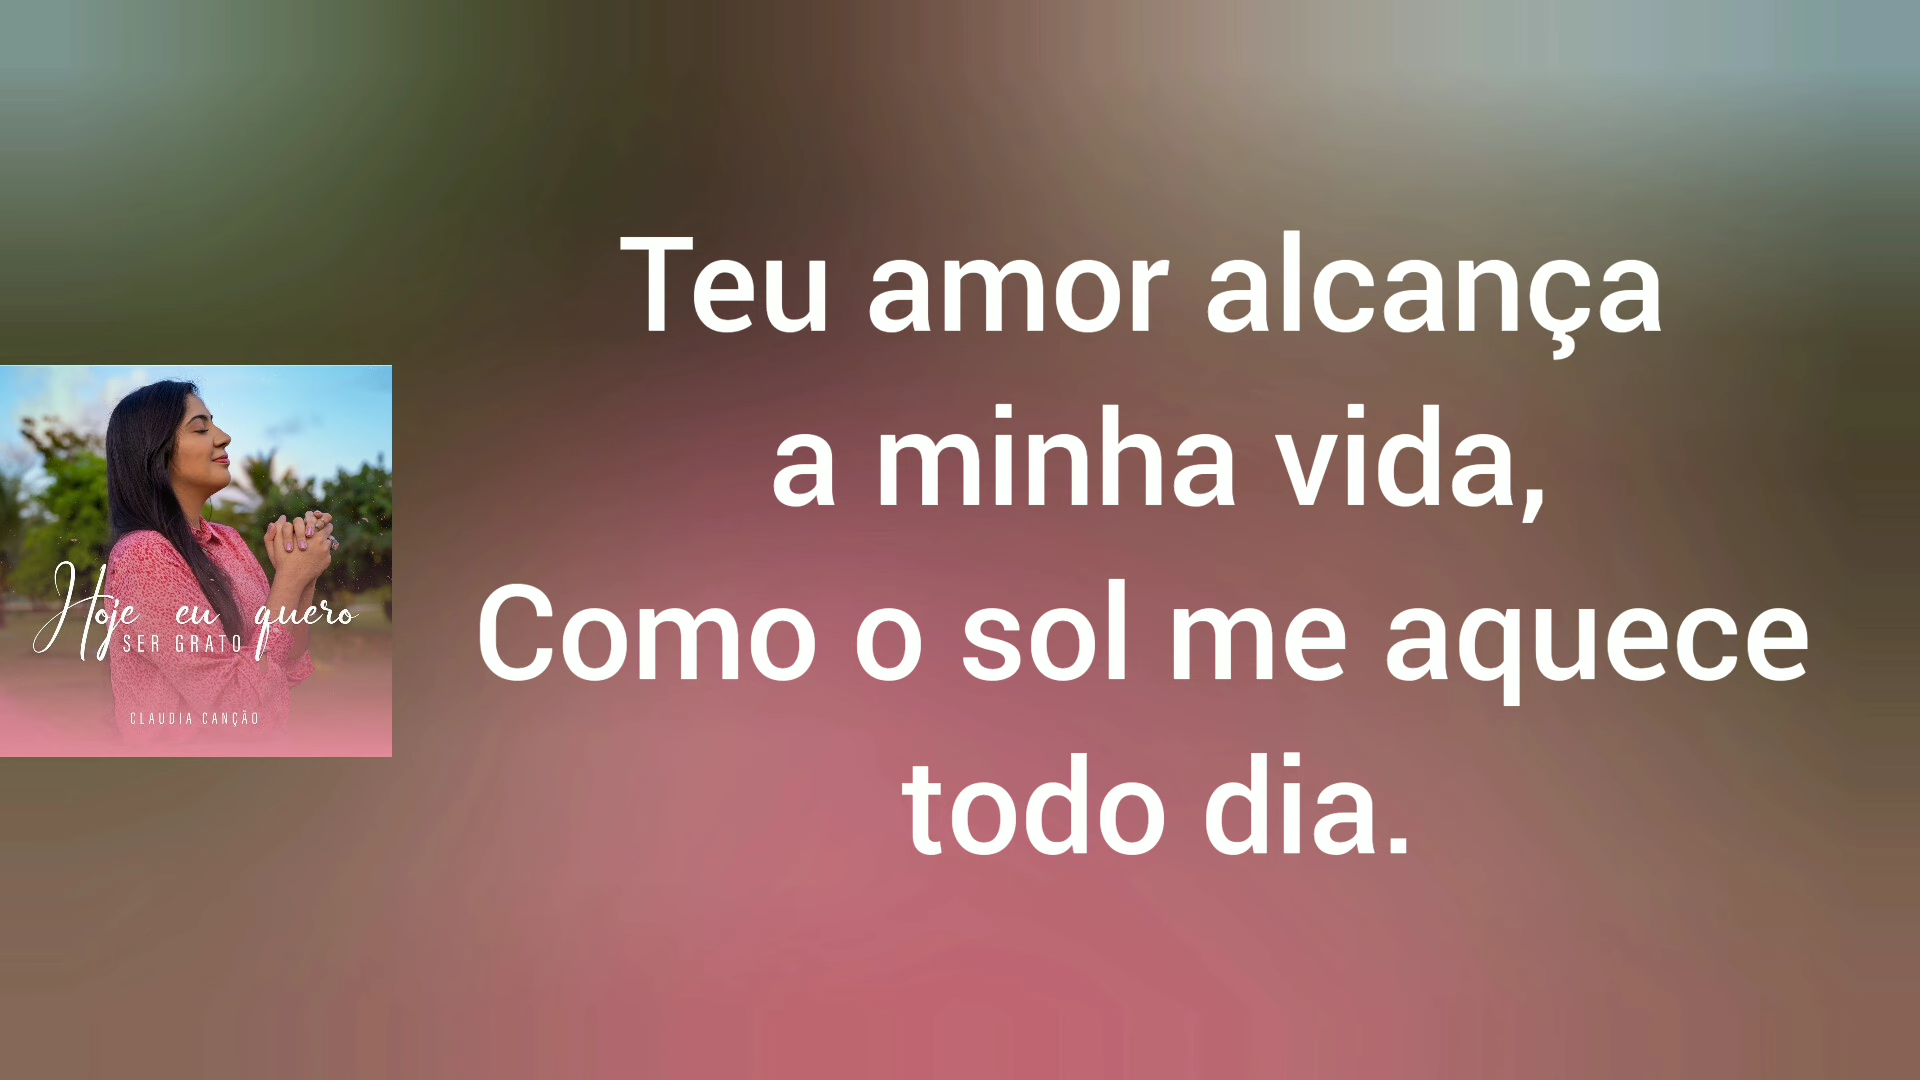 Teu amor alcança
a minha vida,
Como o sol me aquece
todo dia.
Hoje eu quero
SER GRATO
CLAUDIA CANÇÃO